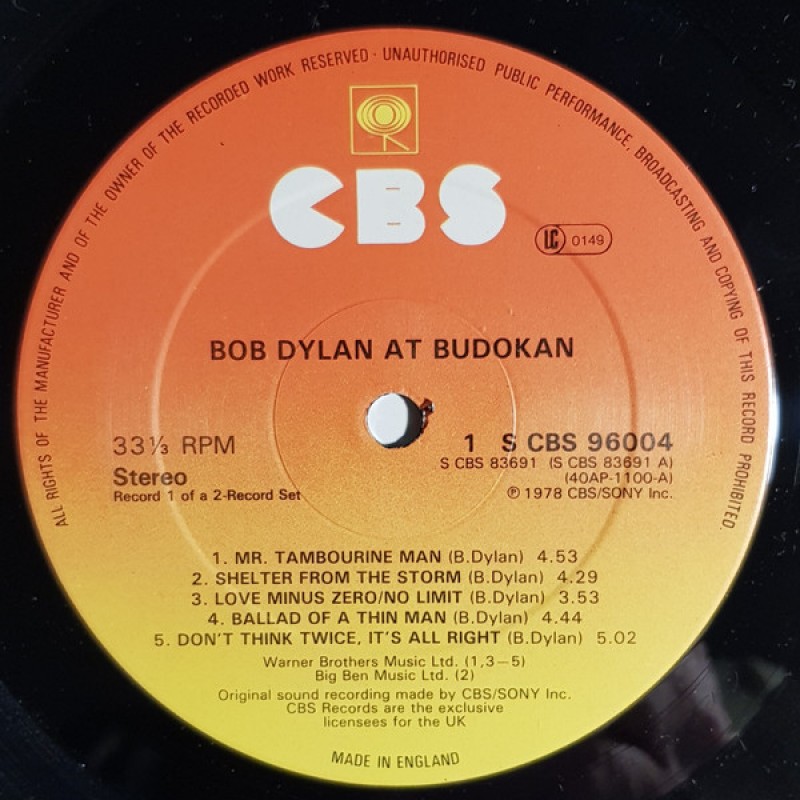 ALL RIGHTS OF THE MANUFACTURER AND OF THE OWNER OF THE RECORDED WORK RESERVED · UNAUTHORISED PUBLIC PERFORMANCE, BROADCASTING AND COPYING OF THIS RECORD PROHIBITED.
CBS
LC 0149
BOB DYLAN AT BUDOKAN
33⅓ RPM
Stereo
Record 1 of a 2-Record Set
1 S CBS 96004
S CBS 83691 (S CBS 83691 A)
(40AP-1100-A)
℗ 1978 CBS/SONY Inc.
1. MR. TAMBOURINE MAN (B.Dylan) 4.53
2. SHELTER FROM THE STORM (B.Dylan) 4.29
3. LOVE MINUS ZERO/NO LIMIT (B.Dylan) 3.53
4. BALLAD OF A THIN MAN (B.Dylan) 4.44
5. DON'T THINK TWICE, IT'S ALL RIGHT (B.Dylan) 5.02
Warner Brothers Music Ltd. (1,3—5)
Big Ben Music Ltd. (2)
Original sound recording made by CBS/SONY Inc.
CBS Records are the exclusive
licensees for the UK
MADE IN ENGLAND